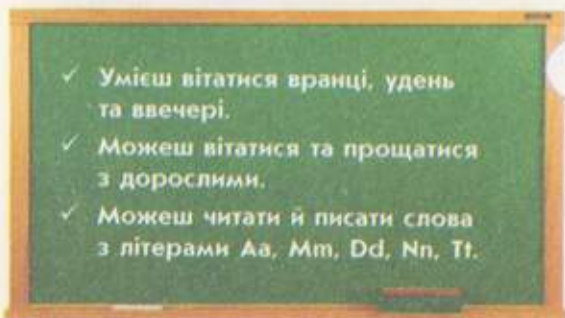 ✓ Умієш вітатися вранці, удень
та ввечері.
✓ Можеш вітатися та прощатися
з дорослими.
✓ Можеш читати й писати слова
з літерами Aa, Mm, Dd, Nn, Tt.